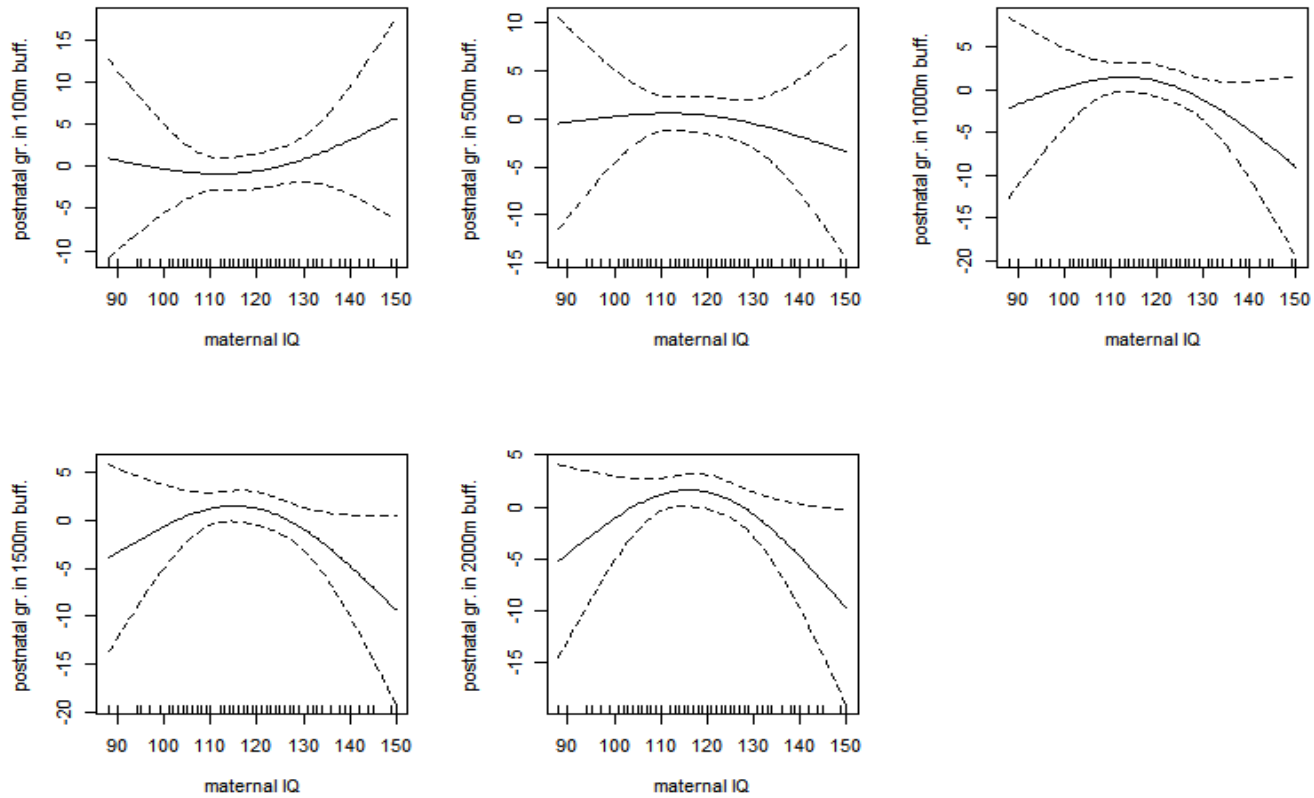 postnatal gr. in 100m buff.
15
10
5
0
-5
-10
90 100 110 120 130 140 150
maternal IQ
postnatal gr. in 500m buff.
10
5
0
-5
-10
-15
90 100 110 120 130 140 150
maternal IQ
postnatal gr. in 1000m buff.
5
0
-5
-10
-15
-20
90 100 110 120 130 140 150
maternal IQ
postnatal gr. in 1500m buff.
5
0
-5
-10
-15
-20
90 100 110 120 130 140 150
maternal IQ
postnatal gr. in 2000m buff.
5
0
-5
-10
-15
90 100 110 120 130 140 150
maternal IQ